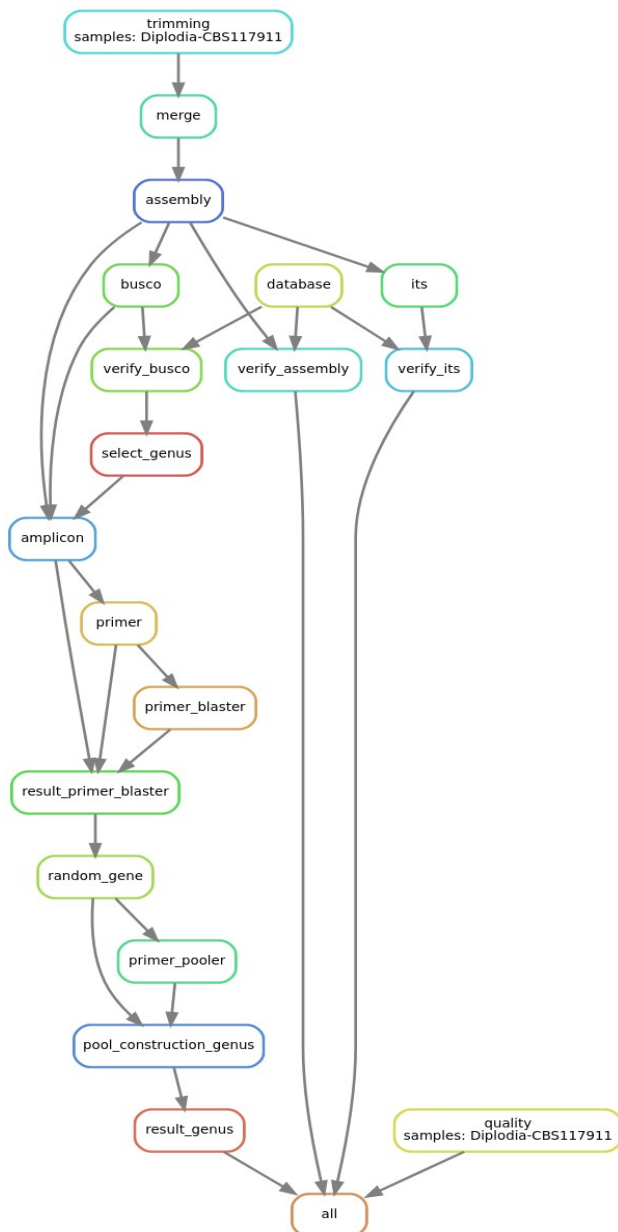 trimming
samples: Diplodia-CBS117911
merge
assembly
busco
database
its
verify_busco
verify_assembly
verify_its
select_genus
amplicon
primer
primer_blaster
result_primer_blaster
random_gene
primer_pooler
pool_construction_genus
result_genus
quality
samples: Diplodia-CBS117911
all